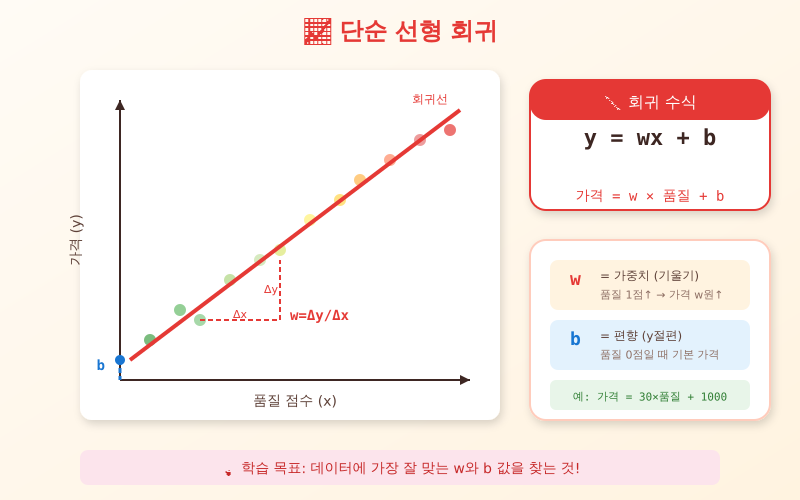 단순 선형 회귀
회귀선
가격 (y)
Δy
Δx
w=Δy/Δx
b
품질 점수 (x)
회귀 수식
y = wx + b
가격 = w × 품질 + b
w = 가중치 (기울기)
품질 1점↑ → 가격 w원↑
b = 편향 (y절편)
품질 0점일 때 기본 가격
예: 가격 = 30×품질 + 1000
학습 목표: 데이터에 가장 잘 맞는 w와 b 값을 찾는 것!